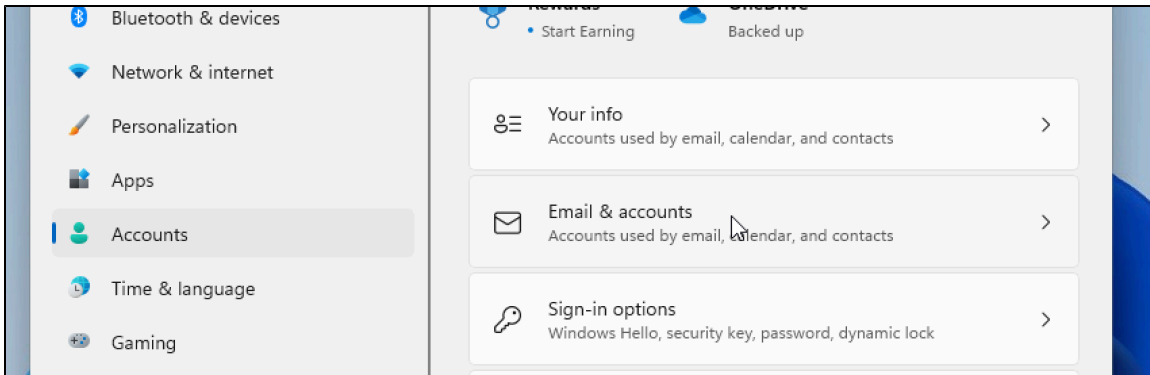 Bluetooth & devices
Network & internet
Personalization
Apps
Accounts
Time & language
Gaming
Rewards
• Start Earning
OneDrive
Backed up
Your info
Accounts used by email, calendar, and contacts
Email & accounts
Accounts used by email, calendar, and contacts
Sign-in options
Windows Hello, security key, password, dynamic lock